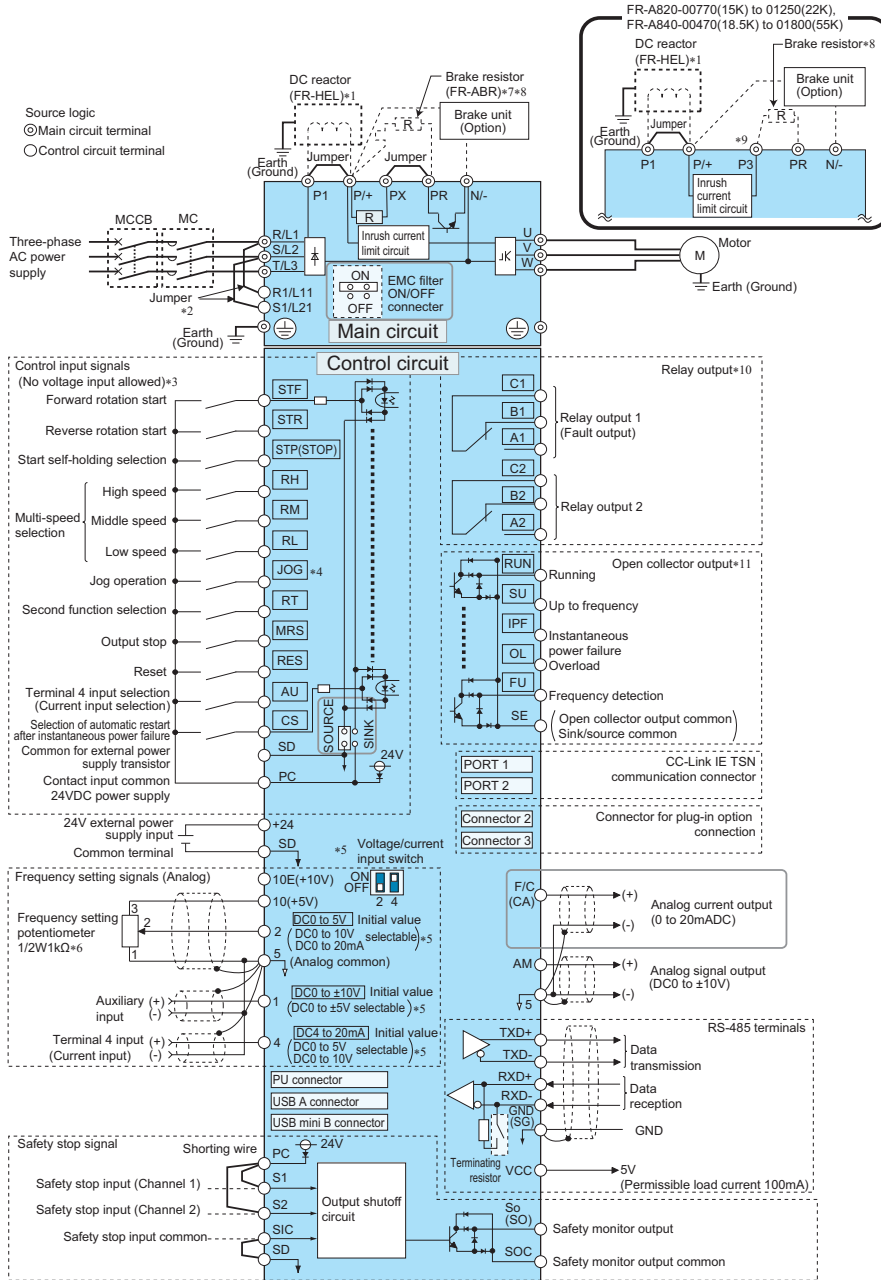 FR-A820-00770(15K) to 01250(22K),
FR-A840-00470(18.5K) to 01800(55K)
DC reactor
(FR-HEL)*1
Brake resistor*8
Brake unit
(Option)
R
Jumper
*9
Earth
(Ground)
P1
P/+
P3
PR
N/-
Inrush
current
limit circuit
Source logic
Main circuit terminal
Control circuit terminal
DC reactor
(FR-HEL)*1
Brake resistor
(FR-ABR)*7*8
Brake unit
(Option)
R
Earth
(Ground)
Jumper
Jumper
P1
P/+
PX
PR
N/-
R
Inrush current
limit circuit
MCCB
MC
Three-phase
AC power
supply
R/L1
S/L2
T/L3
R1/L11
S1/L21
Jumper
*2
Earth
(Ground)
ON
OFF
EMC filter
ON/OFF
connecter
U
V
W
Motor
M
Earth (Ground)
Main circuit
Control circuit
Control input signals
(No voltage input allowed)*3
Forward rotation start
STF
Reverse rotation start
STR
Start self-holding selection
STP(STOP)
Multi-speed
selection
High speed
RH
Middle speed
RM
Low speed
RL
Jog operation
JOG
*4
Second function selection
RT
Output stop
MRS
Reset
RES
Terminal 4 input selection
(Current input selection)
AU
Selection of automatic restart
after instantaneous power failure
CS
SOURCE
SINK
Common for external power
supply transistor
SD
24V
Contact input common
24VDC power supply
PC
24V external power
supply input
+24
Common terminal
SD
Relay output*10
C1
B1
A1
Relay output 1
(Fault output)
C2
B2
A2
Relay output 2
Open collector output*11
RUN
Running
SU
Up to frequency
IPF
Instantaneous
power failure
OL
Overload
FU
Frequency detection
SE
Open collector output common
Sink/source common
PORT 1
PORT 2
CC-Link IE TSN
communication connector
Connector 2
Connector 3
Connector for plug-in option
connection
*5
Voltage/current
input switch
ON
OFF
2 4
Frequency setting signals (Analog)
10E(+10V)
10(+5V)
Frequency setting
potentiometer
1/2W1kΩ*6
3
2
1
2
DC0 to 5V Initial value
DC0 to 10V
DC0 to 20mA
selectable
*5
5
(Analog common)
Auxiliary
input
(+)
(-)
1
DC0 to ±10V Initial value
(DC0 to ±5V selectable)*5
Terminal 4 input
(Current input)
(+)
(-)
4
DC4 to 20mA Initial value
DC0 to 5V
DC0 to 10V
selectable
*5
F/C
(CA)
(+)
(-)
Analog current output
(0 to 20mADC)
AM
(+)
(-)
5
Analog signal output
(DC0 to ±10V)
RS-485 terminals
TXD+
TXD-
Data
transmission
RXD+
RXD-
Data
reception
GND
(SG)
GND
Terminating
resistor
VCC
5V
(Permissible load current 100mA)
PU connector
USB A connector
USB mini B connector
Safety stop signal
Shorting wire
PC
24V
Safety stop input (Channel 1)
S1
Safety stop input (Channel 2)
S2
Safety stop input common
SIC
SD
Output shutoff
circuit
So
(SO)
Safety monitor output
SOC
Safety monitor output common